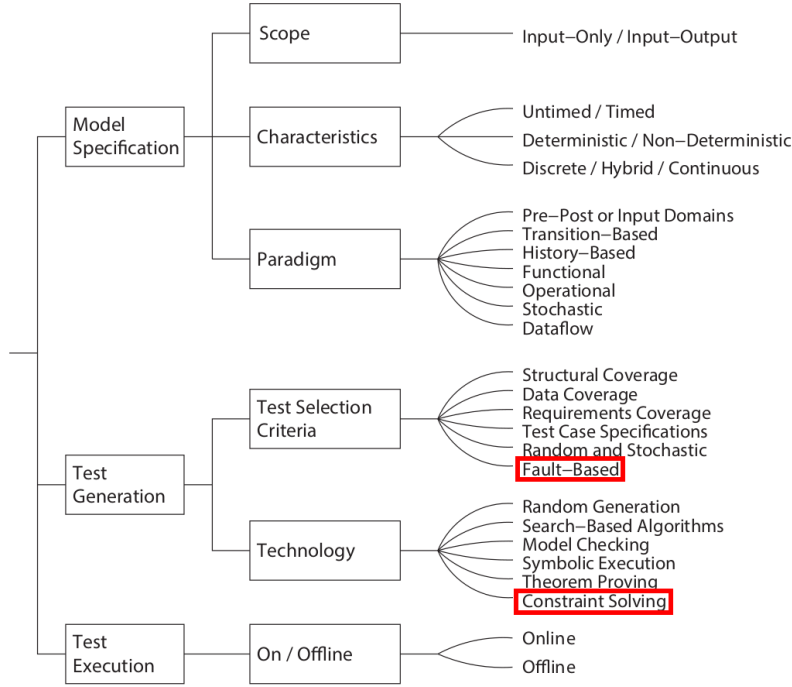 Scope
Input–Only / Input–Output
Model
Specification
Characteristics
Untimed / Timed
Deterministic / Non–Deterministic
Discrete / Hybrid / Continuous
Paradigm
Pre–Post or Input Domains
Transition–Based
History–Based
Functional
Operational
Stochastic
Dataflow
Test
Generation
Test Selection
Criteria
Structural Coverage
Data Coverage
Requirements Coverage
Test Case Specifications
Random and Stochastic
Fault–Based
Technology
Random Generation
Search–Based Algorithms
Model Checking
Symbolic Execution
Theorem Proving
Constraint Solving
Test
Execution
On / Offline
Online
Offline